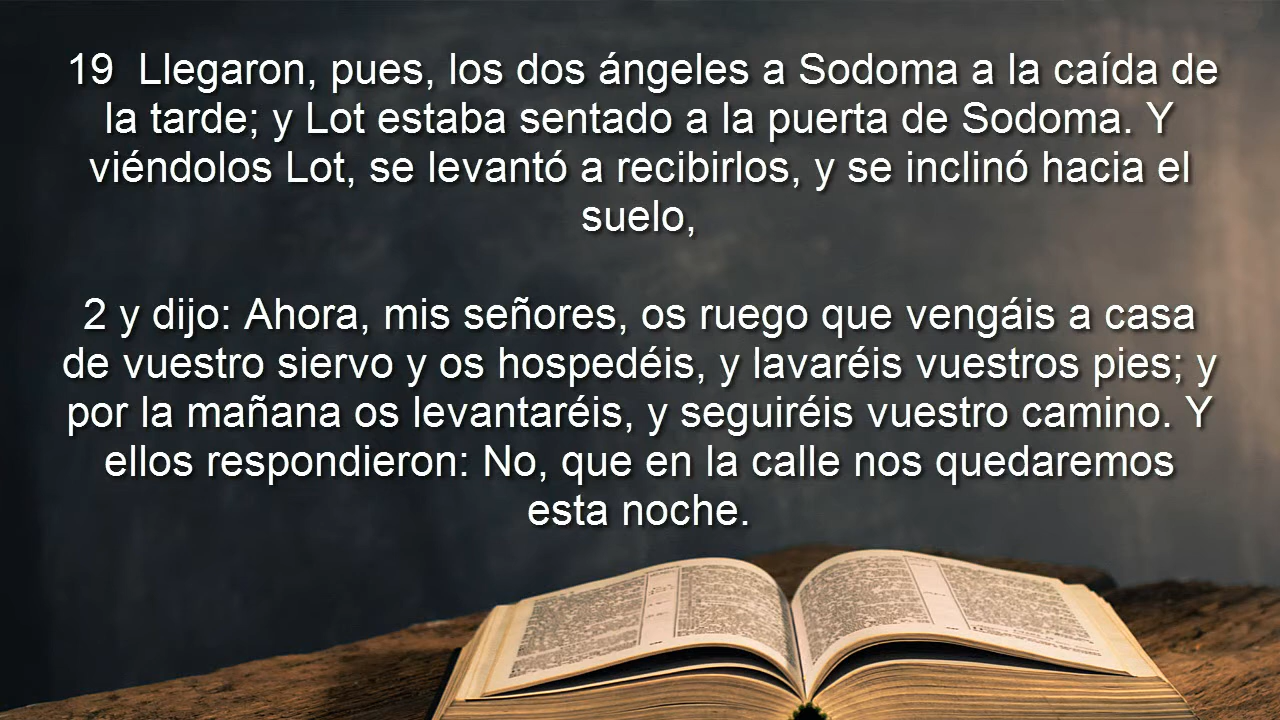 19  Llegaron, pues, los dos ángeles a Sodoma a la caída de
la tarde; y Lot estaba sentado a la puerta de Sodoma. Y
viéndolos Lot, se levantó a recibirlos, y se inclinó hacia el
suelo,
2 y dijo: Ahora, mis señores, os ruego que vengáis a casa
de vuestro siervo y os hospedéis, y lavaréis vuestros pies; y
por la mañana os levantaréis, y seguiréis vuestro camino. Y
ellos respondieron: No, que en la calle nos quedaremos
esta noche.